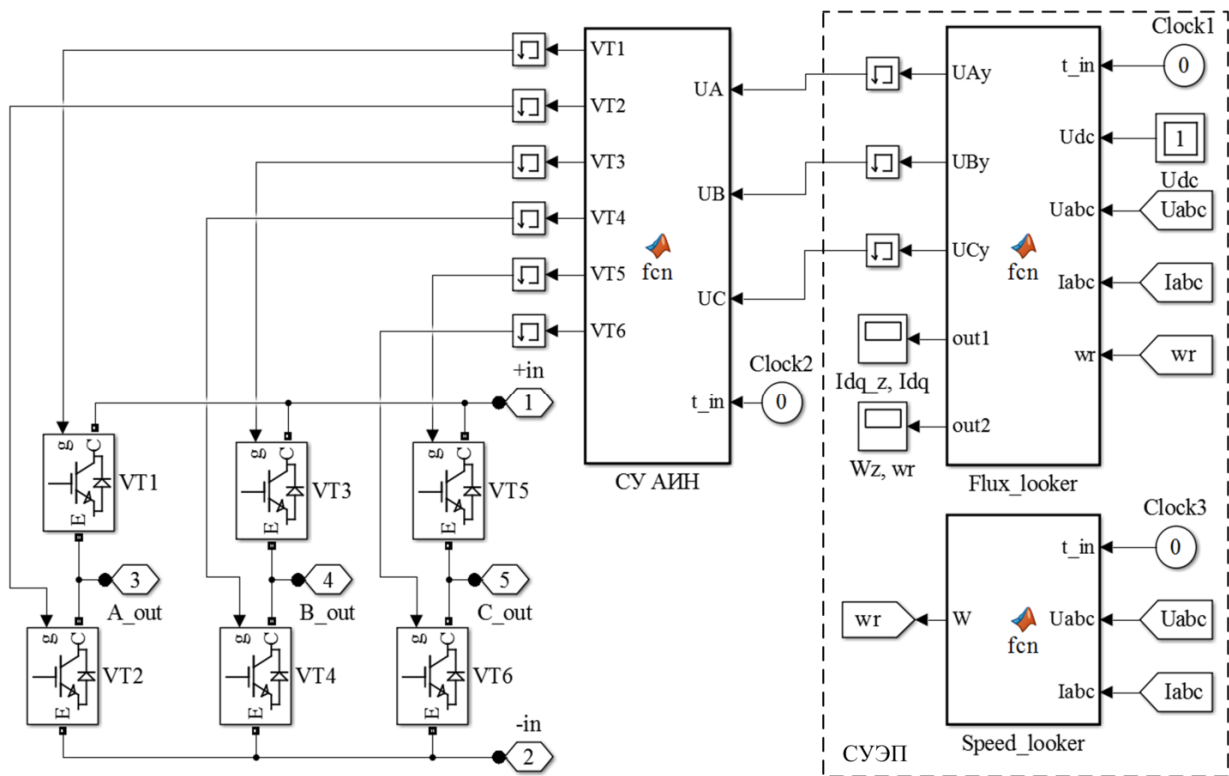 VT1
VT2
VT3
VT4
VT5
VT6
UA
UB
UC
t_in
fcn
СУ АИН
Clock2
0
UAy
UBy
UCy
out1
out2
t_in
Udc
Uabc
Iabc
wr
fcn
Flux_looker
Clock1
0
1
Udc
Uabc
Iabc
wr
Idq_z, Idq
Wz, wr
+in
1
g
C
E
VT1
g
C
E
VT3
g
C
E
VT5
3
A_out
4
B_out
5
C_out
g
C
E
VT2
g
C
E
VT4
g
C
E
VT6
-in
2
Clock3
0
t_in
wr
W
fcn
Uabc
Uabc
Iabc
Iabc
Speed_looker
СУЭП